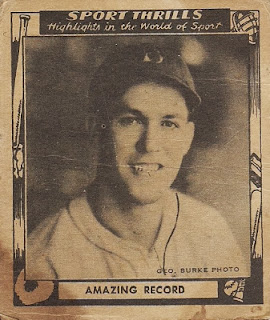 SPORT THRILLS
Highlights in the World of Sport
GEO. BURKE PHOTO
AMAZING RECORD